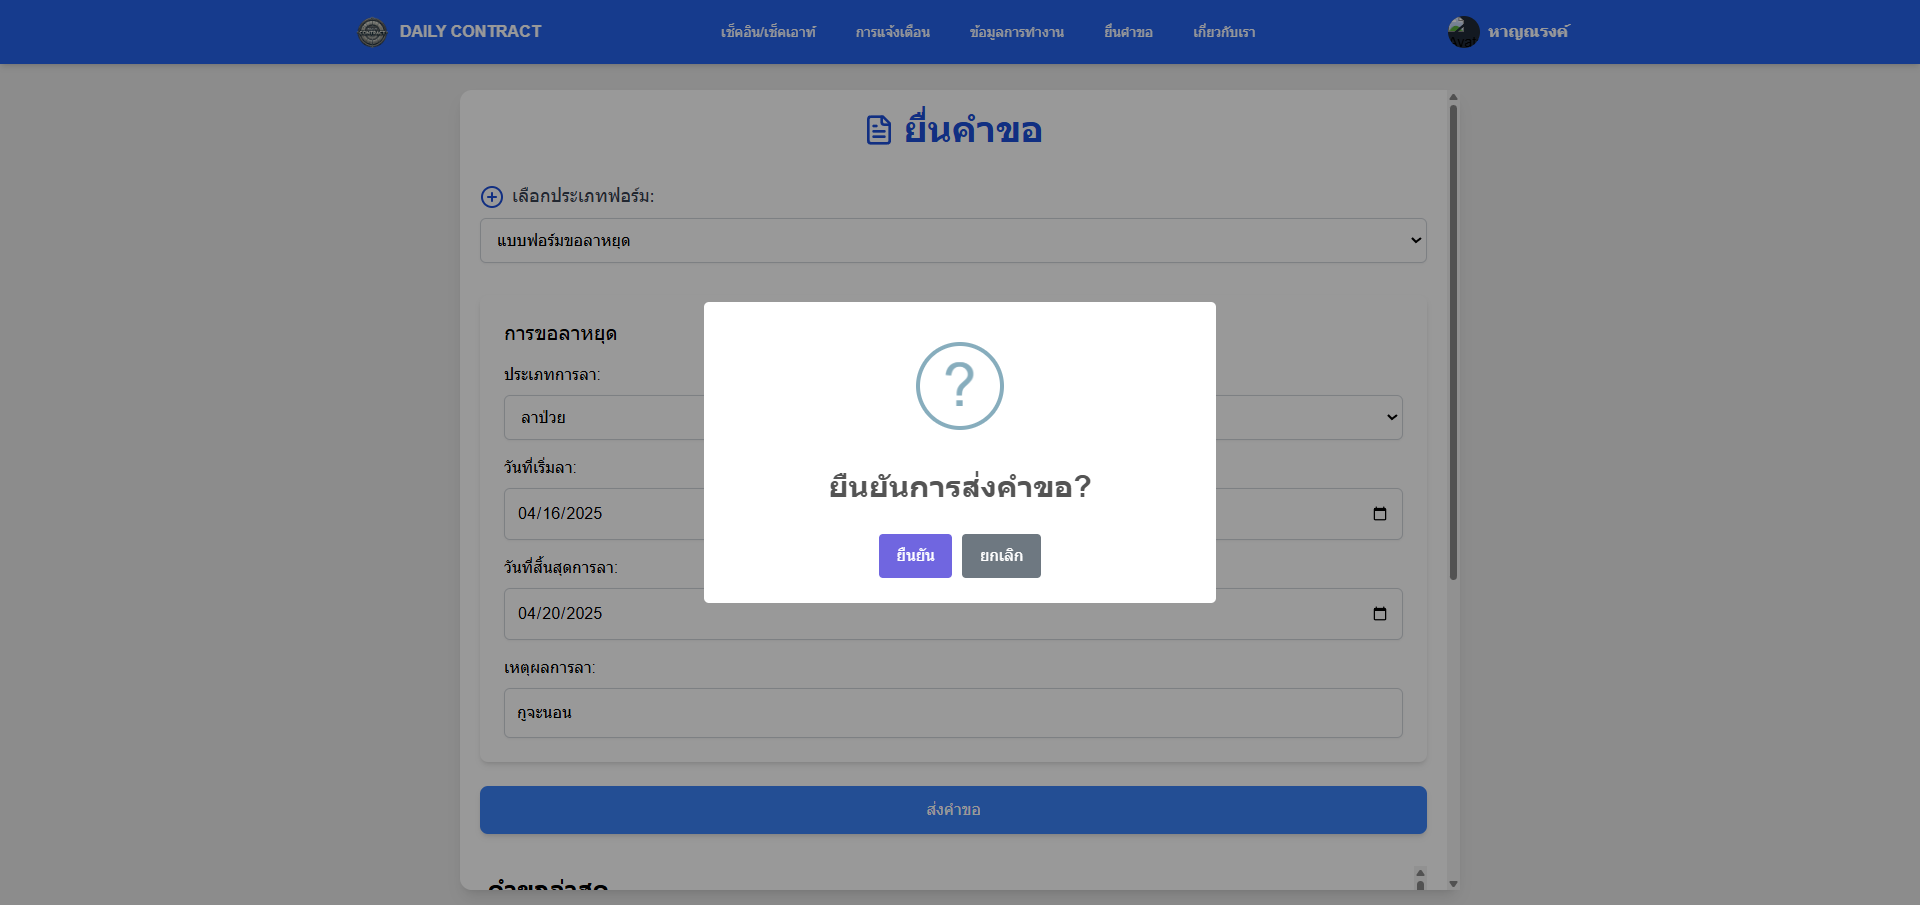 DAILY CONTRACT
เช็คอิน/เช็คเอาท์
การแจ้งเตือน
ข้อมูลการทำงาน
ยื่นคำขอ
เกี่ยวกับเรา
หาญณรงค์
ยื่นคำขอ
เลือกประเภทฟอร์ม:
แบบฟอร์มขอลาหยุด
การขอลาหยุด
ประเภทการลา:
ลาป่วย
วันที่เริ่มลา:
04/16/2025
วันที่สิ้นสุดการลา:
04/20/2025
เหตุผลการลา:
กูจะนอน
?
ยืนยันการส่งคำขอ?
ยืนยัน
ยกเลิก
ส่งคำขอ
คำขอล่าสุด